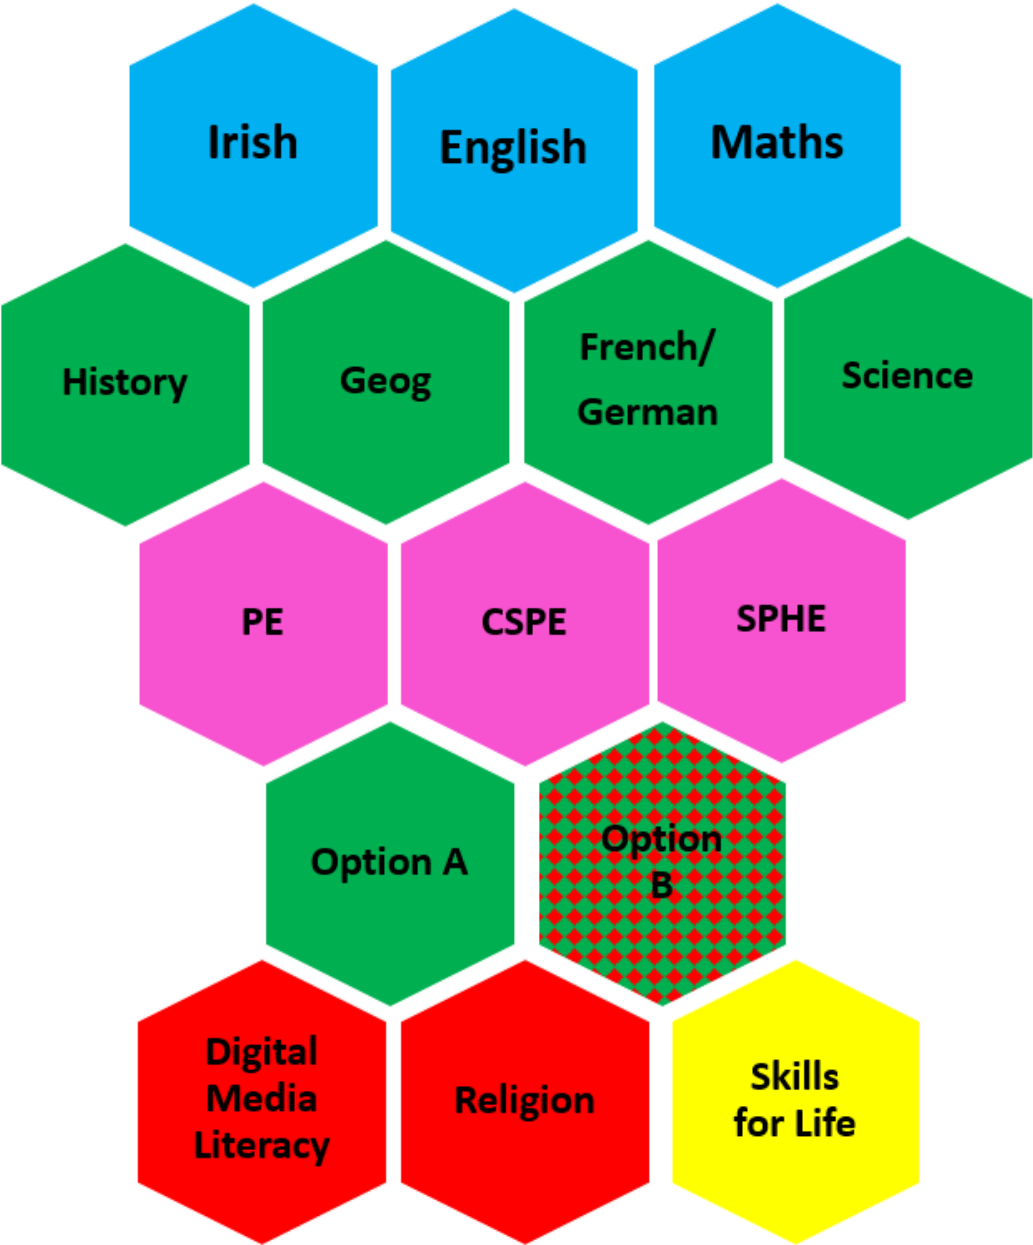 Irish
English
Maths
History
Geog
French/
German
Science
PE
CSPE
SPHE
Option A
Option
B
Digital
Media
Literacy
Religion
Skills
for Life